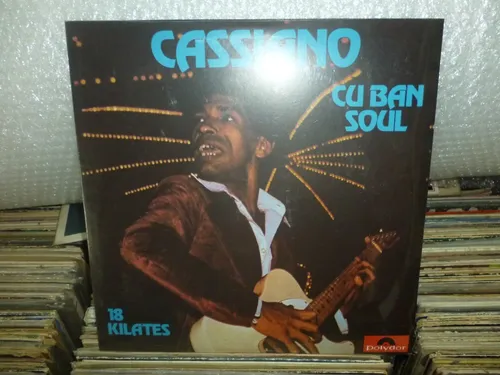 CASSIANO
CU BAN
SOUL
18
KILATES
polydor